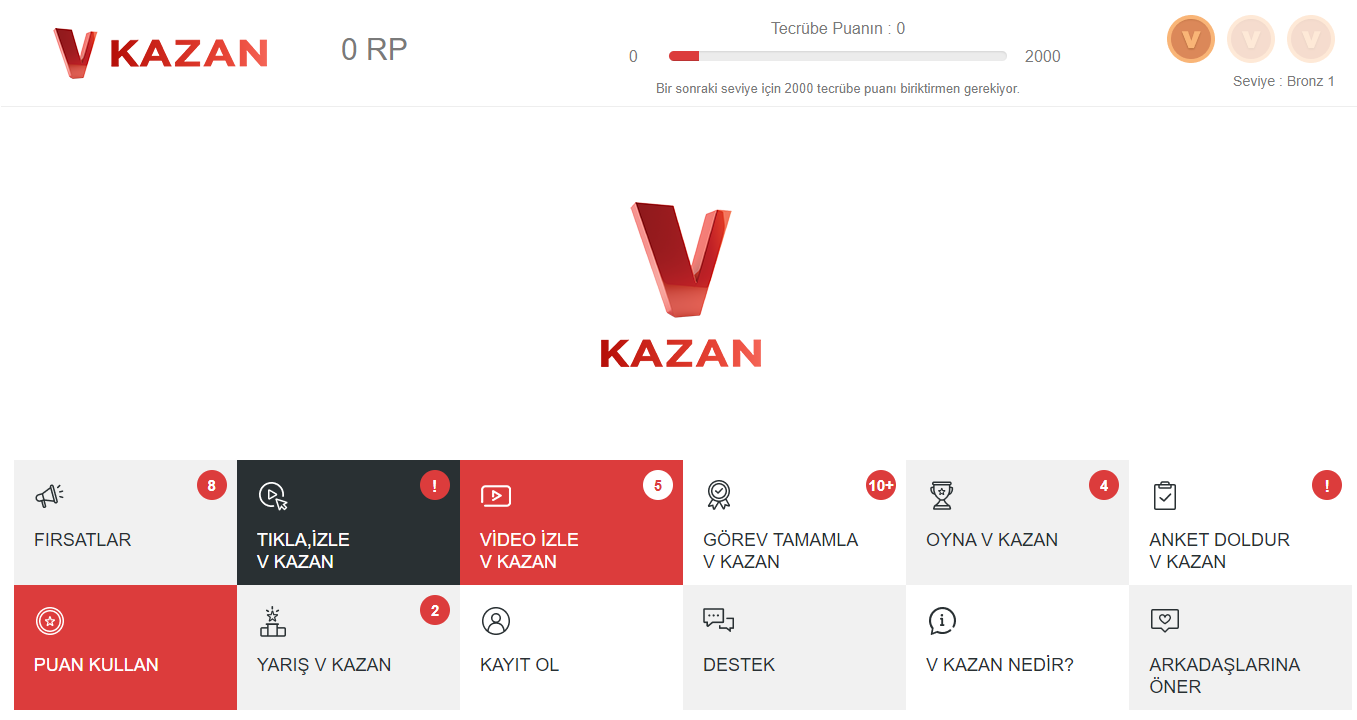 V KAZAN
0 RP
Tecrübe Puanın : 0
0
2000
Bir sonraki seviye için 2000 tecrübe puanı biriktirmen gerekiyor.
V V V
Seviye : Bronz 1
V
KAZAN
8
FIRSATLAR
!
TIKLA,İZLE
V KAZAN
5
VİDEO İZLE
V KAZAN
10+
GÖREV TAMAMLA
V KAZAN
4
OYNA V KAZAN
!
ANKET DOLDUR
V KAZAN
PUAN KULLAN
2
YARIŞ V KAZAN
KAYIT OL
DESTEK
V KAZAN NEDİR?
ARKADAŞLARINA
ÖNER